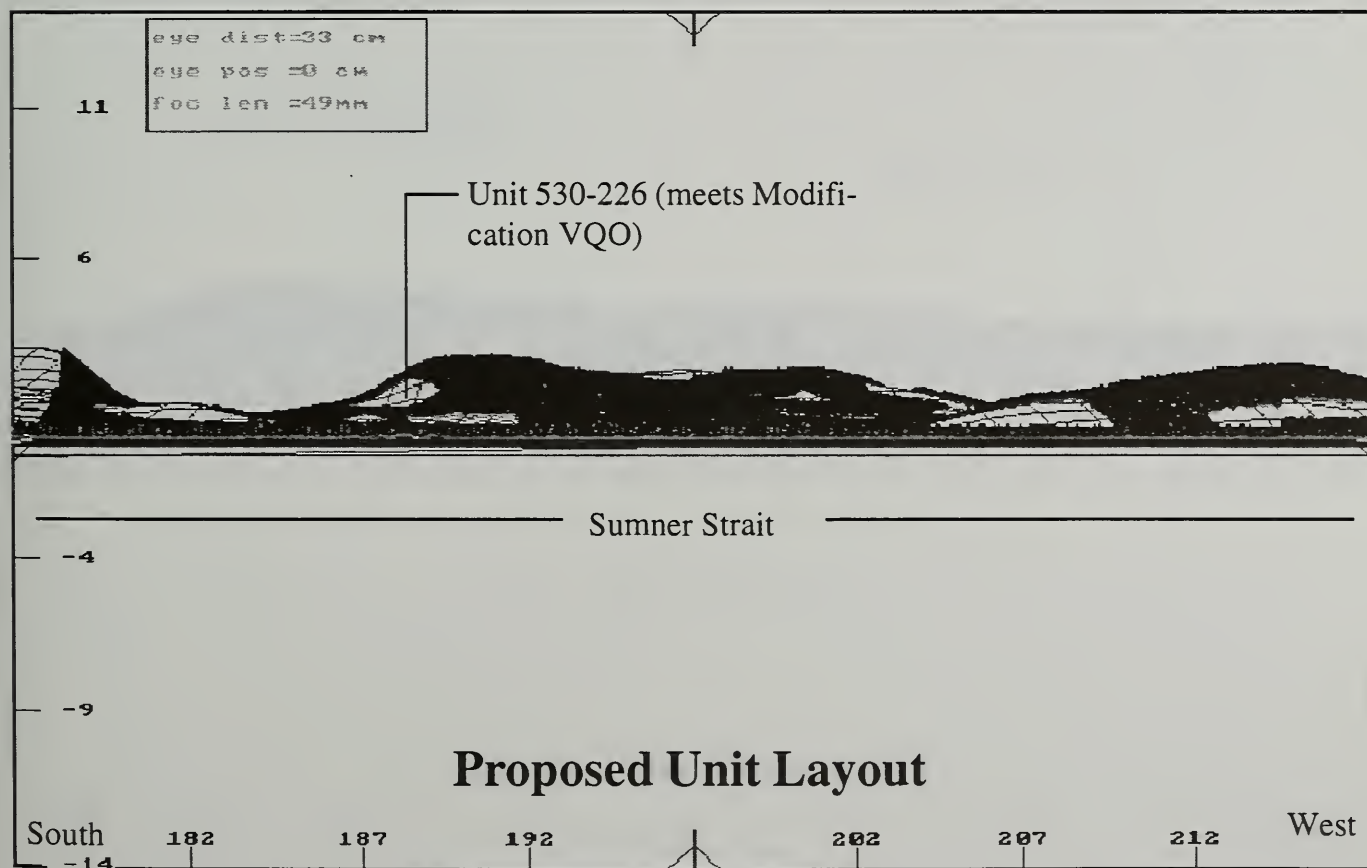 eye dist=33 cm
eye pos =0 cm
foc len =49mm
11
Unit 530-226 (meets Modifi-
cation VQO)
6
Sumner Strait
-4
-9
Proposed Unit Layout
South 182 187 192 202 207 212 West
-14